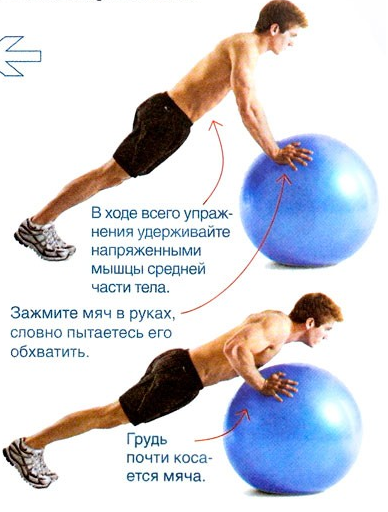 В ходе всего упраж-
нения удерживайте
напряженными
мышцы средней
части тела.
Зажмите мяч в руках,
словно пытаетесь его
обхватить.
Грудь
почти коса-
ется мяча.